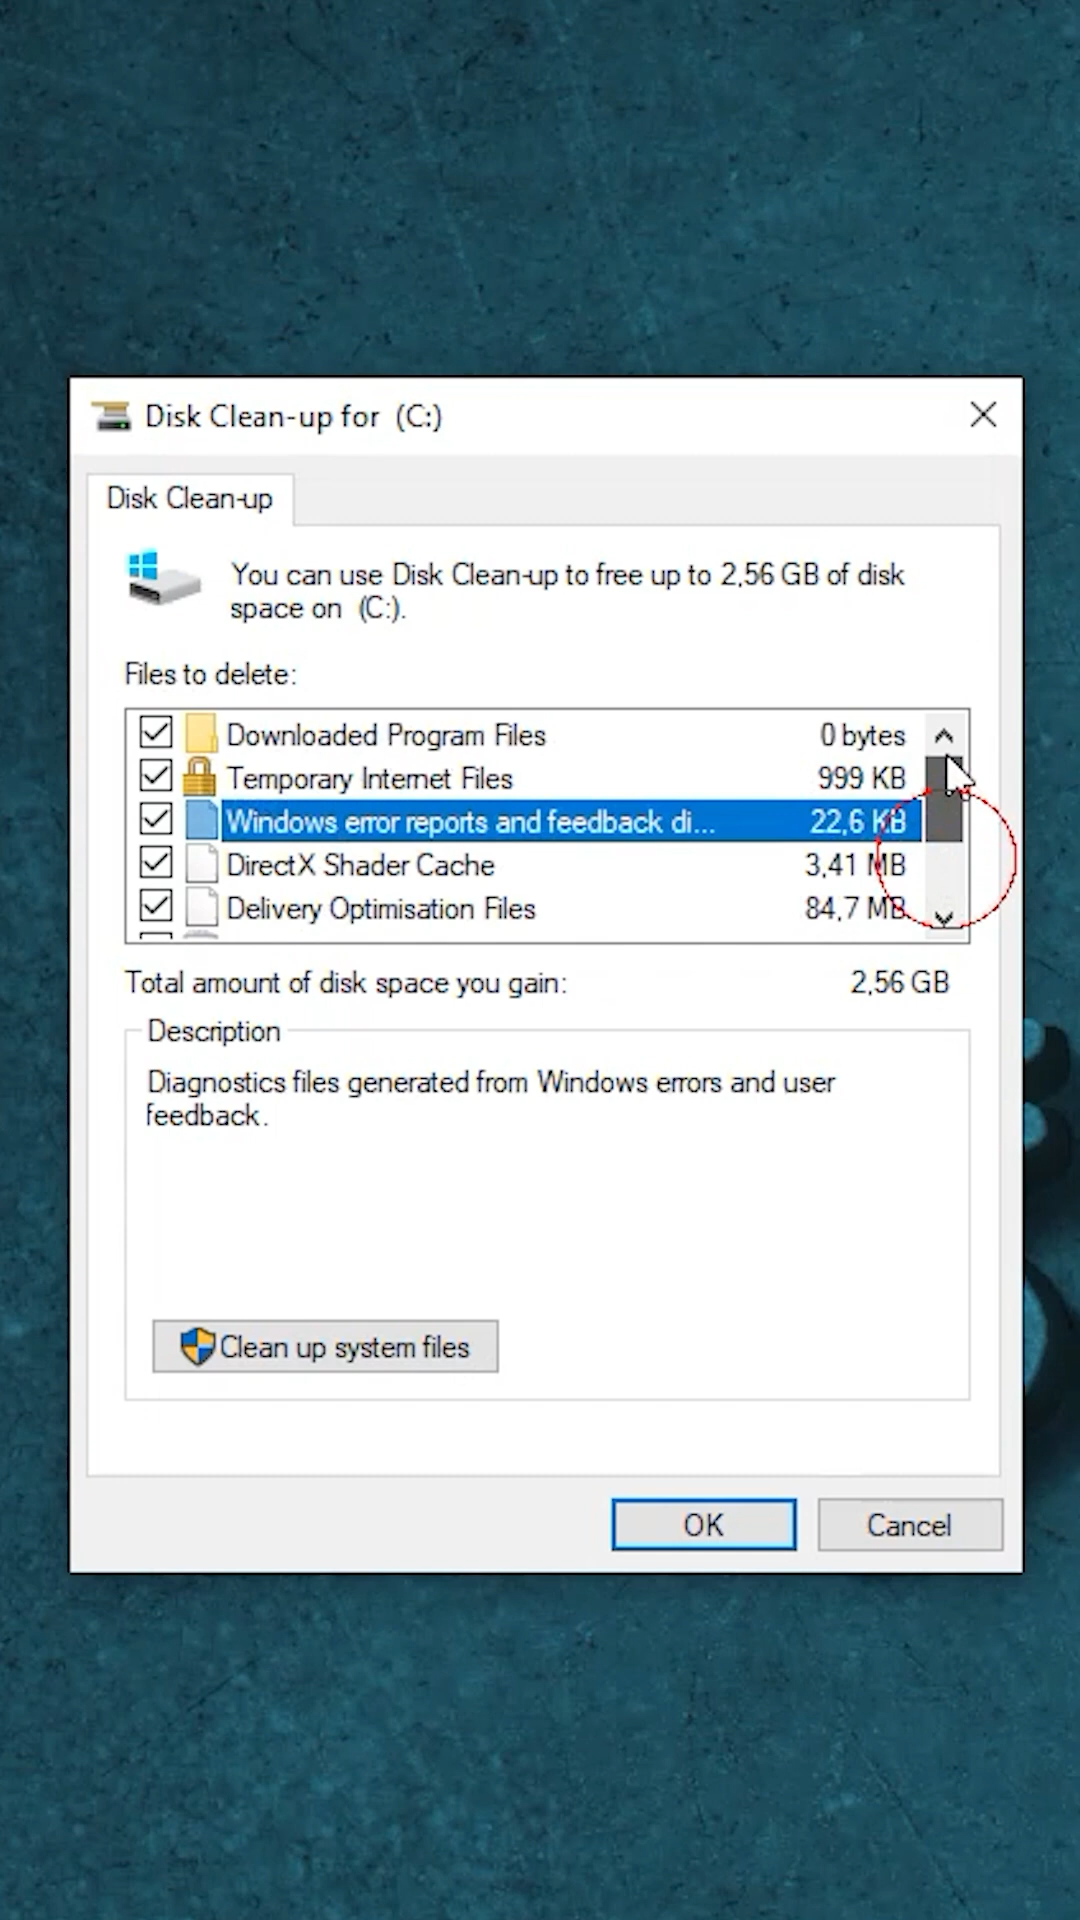 Disk Clean-up for (C:)
Disk Clean-up
You can use Disk Clean-up to free up to 2,56 GB of disk
space on (C:).
Files to delete:
Downloaded Program Files 0 bytes
Temporary Internet Files 999 KB
Windows error reports and feedback di... 22,6 KB
DirectX Shader Cache 3,41 MB
Delivery Optimisation Files 84,7 MB
Total amount of disk space you gain: 2,56 GB
Description
Diagnostics files generated from Windows errors and user
feedback.
Clean up system files
OK Cancel